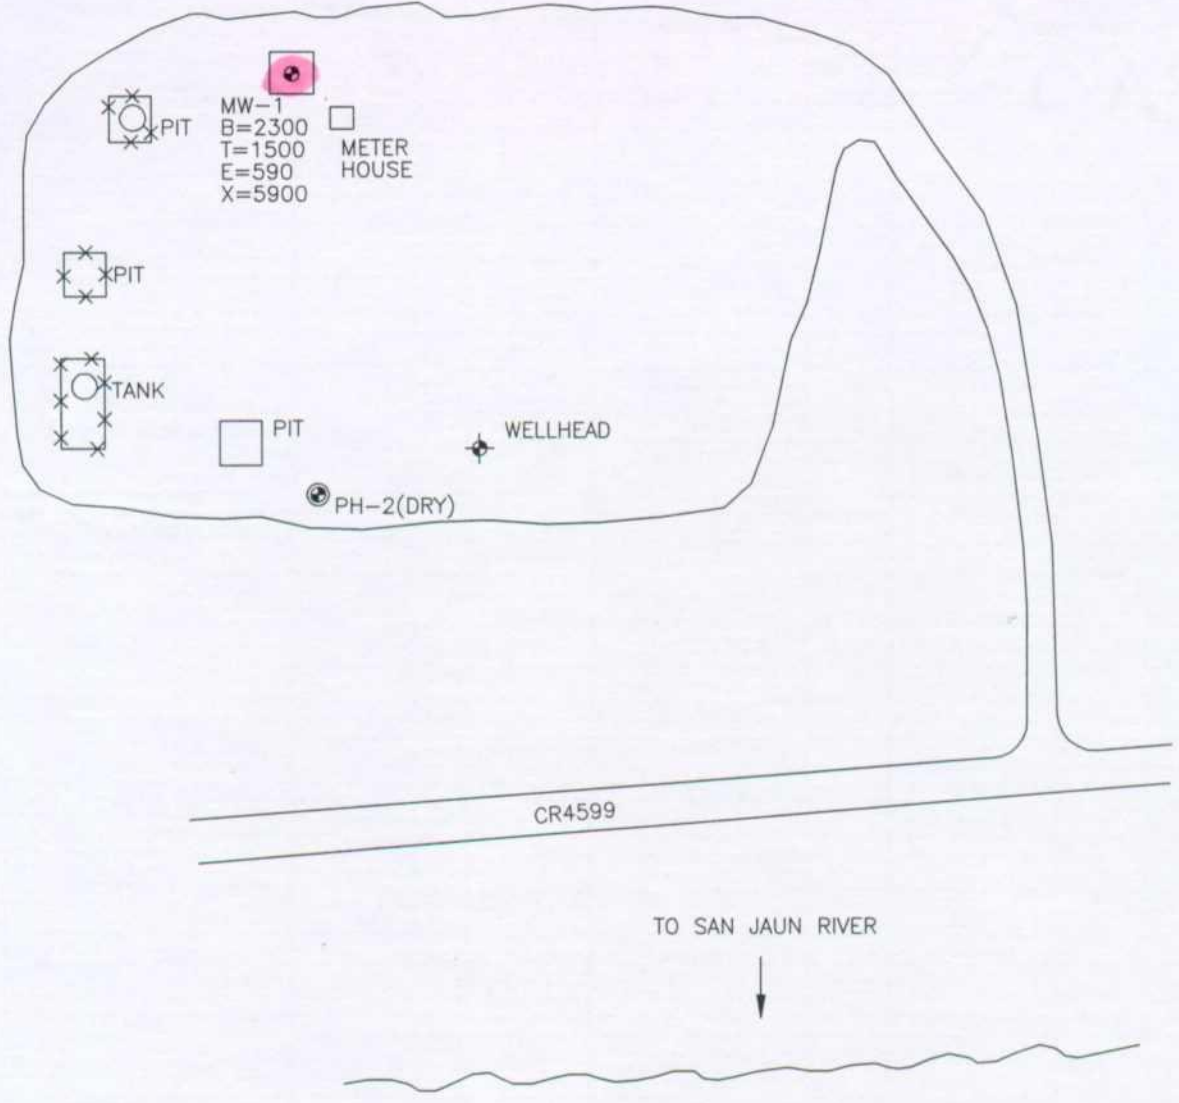 MW-1
B=2300
T=1500
E=590
X=5900
PIT
METER
HOUSE
PIT
TANK
PIT
WELLHEAD
PH-2(DRY)
CR4599
TO SAN JAUN RIVER